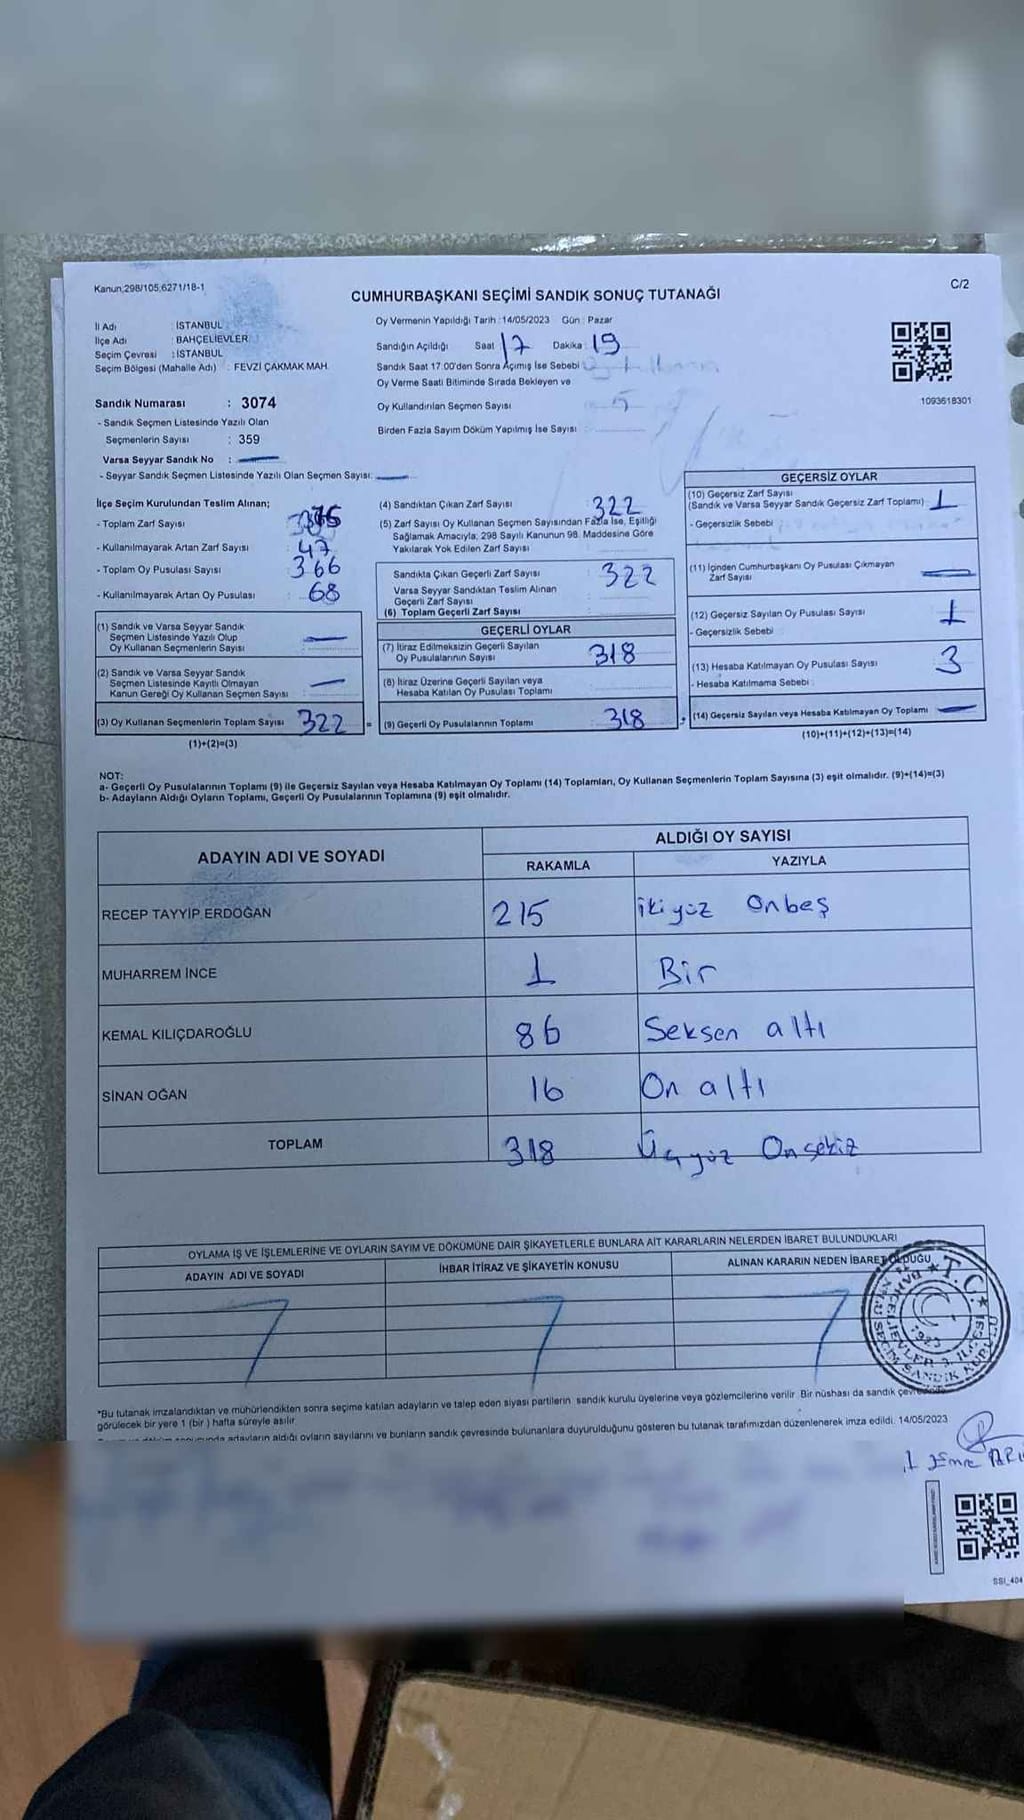 Kanun;298/105,6271/18-1
C/2
CUMHURBAŞKANI SEÇİMİ SANDIK SONUÇ TUTANAĞI
İl Adı : İSTANBUL
İlçe Adı : BAHÇELİEVLER
Seçim Çevresi : İSTANBUL
Seçim Bölgesi (Mahalle Adı) : FEVZİ ÇAKMAK MAH.
Oy Vermenin Yapıldığı Tarih : 14/05/2023 Gün : Pazar
Sandığın Açıldığı Saat 17 Dakika : 19
Sandık Saat 17:00'den Sonra Açımış İse Sebebi
Oy Verme Saati Bitiminde Sırada Bekleyen ve
Oy Kullandırılan Seçmen Sayısı : 5
Birden Fazla Sayım Döküm Yapılmış İse Sayısı :
1093618301
Sandık Numarası : 3074
- Sandık Seçmen Listesinde Yazılı Olan
Seçmenlerin Sayısı : 359
Varsa Seyyar Sandık No :
- Seyyar Sandık Seçmen Listesinde Yazılı Olan Seçmen Sayısı:
İlçe Seçim Kurulundan Teslim Alınan;
- Toplam Zarf Sayısı :
- Kullanılmayarak Artan Zarf Sayısı : 47
- Toplam Oy Pusulası Sayısı : 366
- Kullanılmayarak Artan Oy Pusulası : 68
(1) Sandık ve Varsa Seyyar Sandık
Seçmen Listesinde Yazılı Olup
Oy Kullanan Seçmenlerin Sayısı
(2) Sandık ve Varsa Seyyar Sandık
Seçmen Listesinde Kayıtlı Olmayan
Kanun Gereği Oy Kullanan Seçmen Sayısı :
(3) Oy Kullanan Seçmenlerin Toplam Sayısı : 322
(1)+(2)=(3)
(4) Sandıktan Çıkan Zarf Sayısı : 322
(5) Zarf Sayısı Oy Kullanan Seçmen Sayısından Fazla İse, Eşitliği
Sağlamak Amacıyla; 298 Sayılı Kanunun 98. Maddesine Göre
Yakılarak Yok Edilen Zarf Sayısı :
Sandıkta Çıkan Geçerli Zarf Sayısı : 322
Varsa Seyyar Sandıktan Teslim Alınan
Geçerli Zarf Sayısı :
(6) Toplam Geçerli Zarf Sayısı :
GEÇERLİ OYLAR
(7) İtiraz Edilmeksizin Geçerli Sayılan
Oy Pusulalarının Sayısı : 318
(8) İtiraz Üzerine Geçerli Sayılan veya
Hesaba Katılan Oy Pusulası Toplamı :
= (9) Geçerli Oy Pusulalarının Toplamı : 318
GEÇERSİZ OYLAR
(10) Geçersiz Zarf Sayısı
(Sandık ve Varsa Seyyar Sandık Geçersiz Zarf Toplamı) : 1
- Geçersizlik Sebebi
(11) İçinden Cumhurbaşkanı Oy Pusulası Çıkmayan
Zarf Sayısı
(12) Geçersiz Sayılan Oy Pusulası Sayısı : 1
- Geçersizlik Sebebi
(13) Hesaba Katılmayan Oy Pusulası Sayısı : 3
- Hesaba Katılmama Sebebi :
+ (14) Geçersiz Sayılan veya Hesaba Katılmayan Oy Toplamı
(10)+(11)+(12)+(13)=(14)
NOT:
a- Geçerli Oy Pusulalarının Toplamı (9) ile Geçersiz Sayılan veya Hesaba Katılmayan Oy Toplamı (14) Toplamları, Oy Kullanan Seçmenlerin Toplam Sayısına (3) eşit olmalıdır. (9)+(14)=(3)
b- Adayların Aldığı Oyların Toplamı, Geçerli Oy Pusulalarının Toplamına (9) eşit olmalıdır.
ADAYIN ADI VE SOYADI
ALDIĞI OY SAYISI
RAKAMLA YAZIYLA
RECEP TAYYİP ERDOĞAN 215 İkiyüz Onbeş
MUHARREM İNCE 1 Bir
KEMAL KILIÇDAROĞLU 86 Seksen altı
SİNAN OĞAN 16 On altı
TOPLAM 318 Üçyüz Onsekiz
OYLAMA İŞ VE İŞLEMLERİNE VE OYLARIN SAYIM VE DÖKÜMÜNE DAİR ŞİKAYETLERLE BUNLARA AİT KARARLARIN NELERDEN İBARET BULUNDUKLARI
ADAYIN ADI VE SOYADI İHBAR İTİRAZ VE ŞİKAYETİN KONUSU ALINAN KARARIN NEDEN İBARET OLDUĞU
T.C. BAHÇELİEVLER 3. İLÇESİ
SEÇİM SANDIK KURULU
1923
*Bu tutanak imzalandıktan ve mühürlendikten sonra seçime katılan adayların ve talep eden siyasi partilerin sandık kurulu üyelerine veya gözlemcilerine verilir. Bir nüshası da sandık
görülecek bir yere 1 (bir) hafta süreyle asılır.
adayların aldığı oyların sayılarını ve bunların sandık çevresinde bulunanlara duyurulduğunu gösteren bu tutanak tarafımızdan düzenlenerek imza edildi. 14/05/2023
Emre
SSI_404